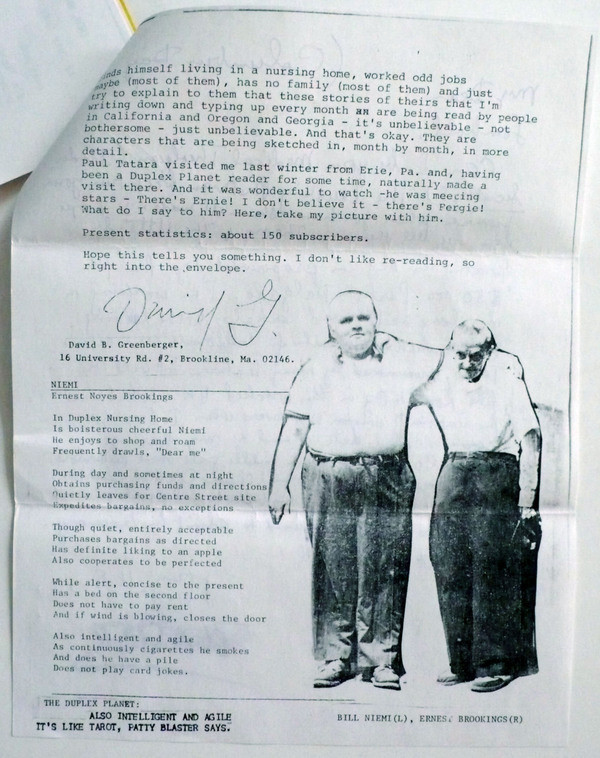 himself living in a nursing home, worked odd jobs
maybe (most of them), has no family (most of them) and just
try to explain to them that these stories of theirs that I'm
writing down and typing up every month are being read by people
in California and Oregon and Georgia - it's unbelievable - not
bothersome - just unbelievable. And that's okay. They are
characters that are being sketched in, month by month, in more
detail.
Paul Tatara visited me last winter from Erie, Pa. and, having
been a Duplex Planet reader for some time, naturally made a
visit there. And it was wonderful to watch -he was meeting
stars - There's Ernie! I don't believe it - there's Fergie!
What do I say to him? Here, take my picture with him.
Present statistics: about 150 subscribers.
Hope this tells you something. I don't like re-reading, so
right into the envelope.
David G.
David B. Greenberger,
16 University Rd. #2, Brookline, Ma. 02146.
NIEMI
Ernest Noyes Brookings
In Duplex Nursing Home
Is boisterous cheerful Niemi
He enjoys to shop and roam
Frequently drawls, "Dear me"
During day and sometimes at night
Obtains purchasing funds and directions
Quietly leaves for Centre Street site
Expedites bargains, no exceptions
Though quiet, entirely acceptable
Purchases bargains as directed
Has definite liking to an apple
Also cooperates to be perfected
While alert, concise to the present
Has a bed on the second floor
Does not have to pay rent
And if wind is blowing, closes the door
Also intelligent and agile
As continuously cigarettes he smokes
And does he have a pile
Does not play card jokes.
THE DUPLEX PLANET:
ALSO INTELLIGENT AND AGILE
IT'S LIKE TAROT, PATTY BLASTER SAYS.
BILL NIEMI(L), ERNEST BROOKINGS(R)